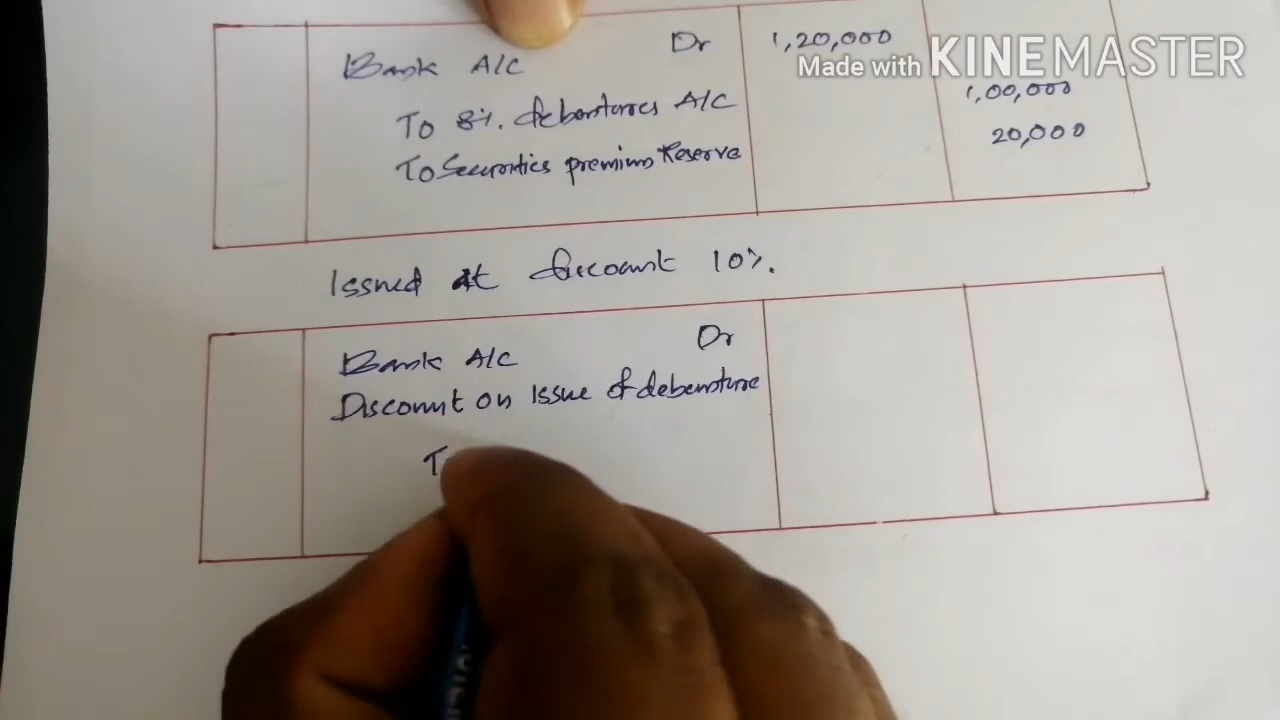 Bank A/C Dr 1,20,000
Made with KINEMASTER
To 8%. debentures A/C 1,00,000
To Securities premium Reserve 20,000
Issued at discount 10%.
Bank A/C Dr
Discount on Issue of debenture
To